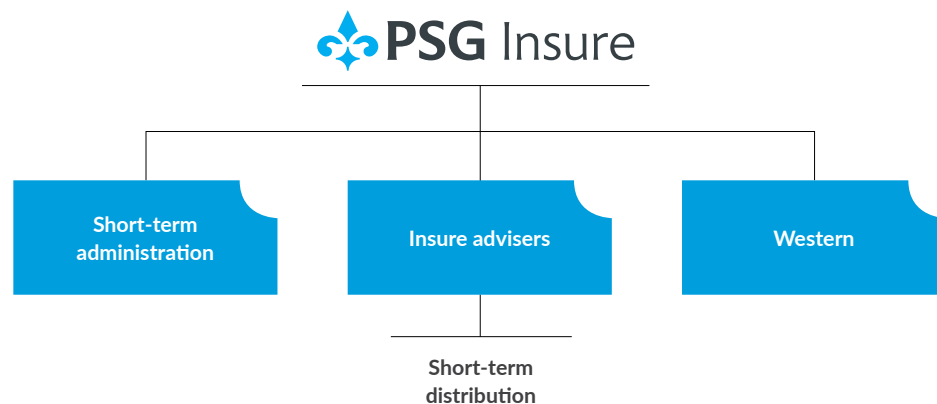 PSG Insure
Short-term
administration
Insure advisers
Western
Short-term
distribution